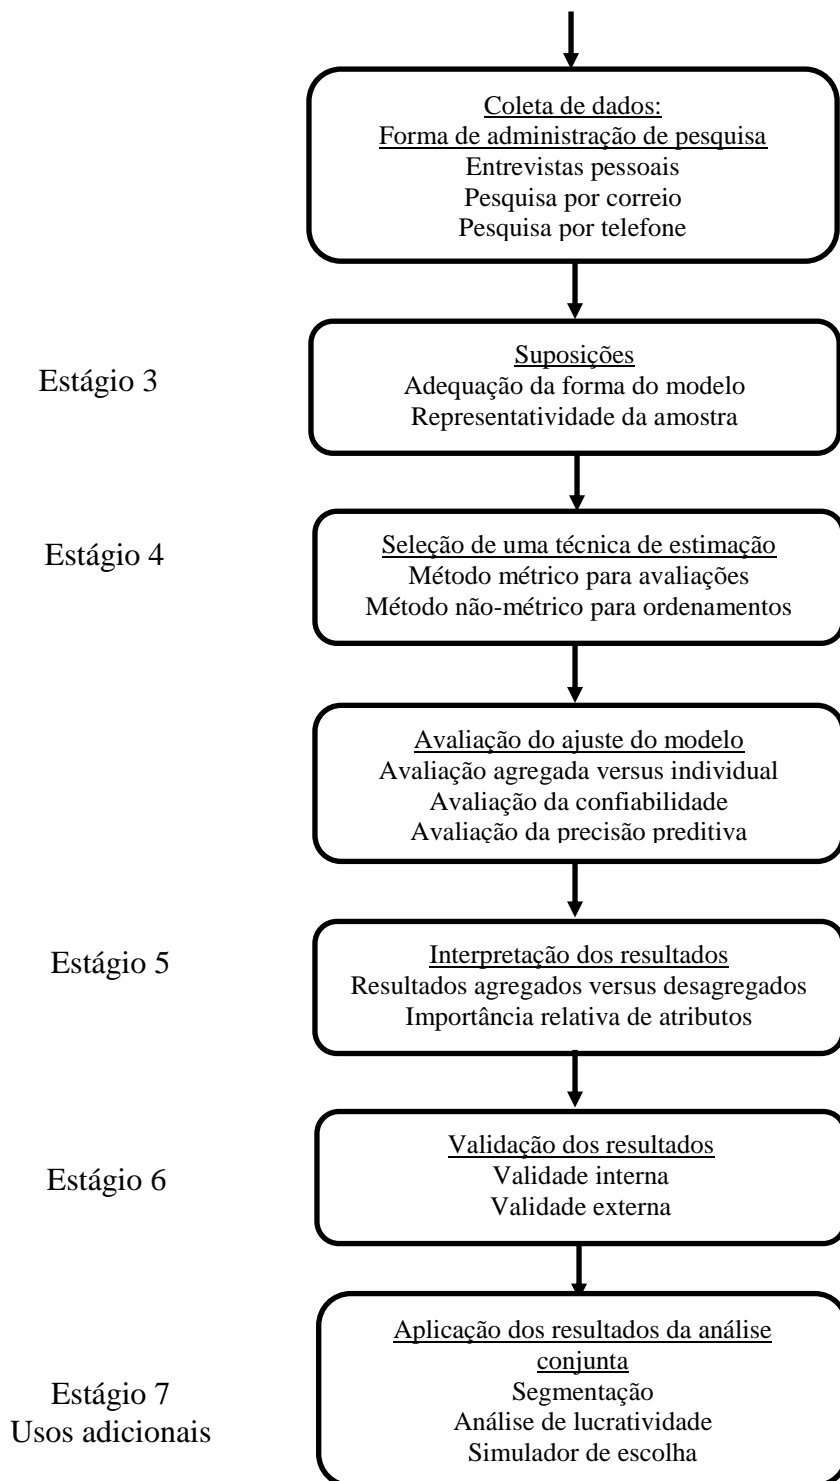 Coleta de dados:
Forma de administração de pesquisa
Entrevistas pessoais
Pesquisa por correio
Pesquisa por telefone
Estágio 3
Suposições
Adequação da forma do modelo
Representatividade da amostra
Estágio 4
Seleção de uma técnica de estimação
Método métrico para avaliações
Método não-métrico para ordenamentos
Avaliação do ajuste do modelo
Avaliação agregada versus individual
Avaliação da confiabilidade
Avaliação da precisão preditiva
Estágio 5
Interpretação dos resultados
Resultados agregados versus desagregados
Importância relativa de atributos
Estágio 6
Validação dos resultados
Validade interna
Validade externa
Estágio 7
Usos adicionais
Aplicação dos resultados da análise
conjunta
Segmentação
Análise de lucratividade
Simulador de escolha